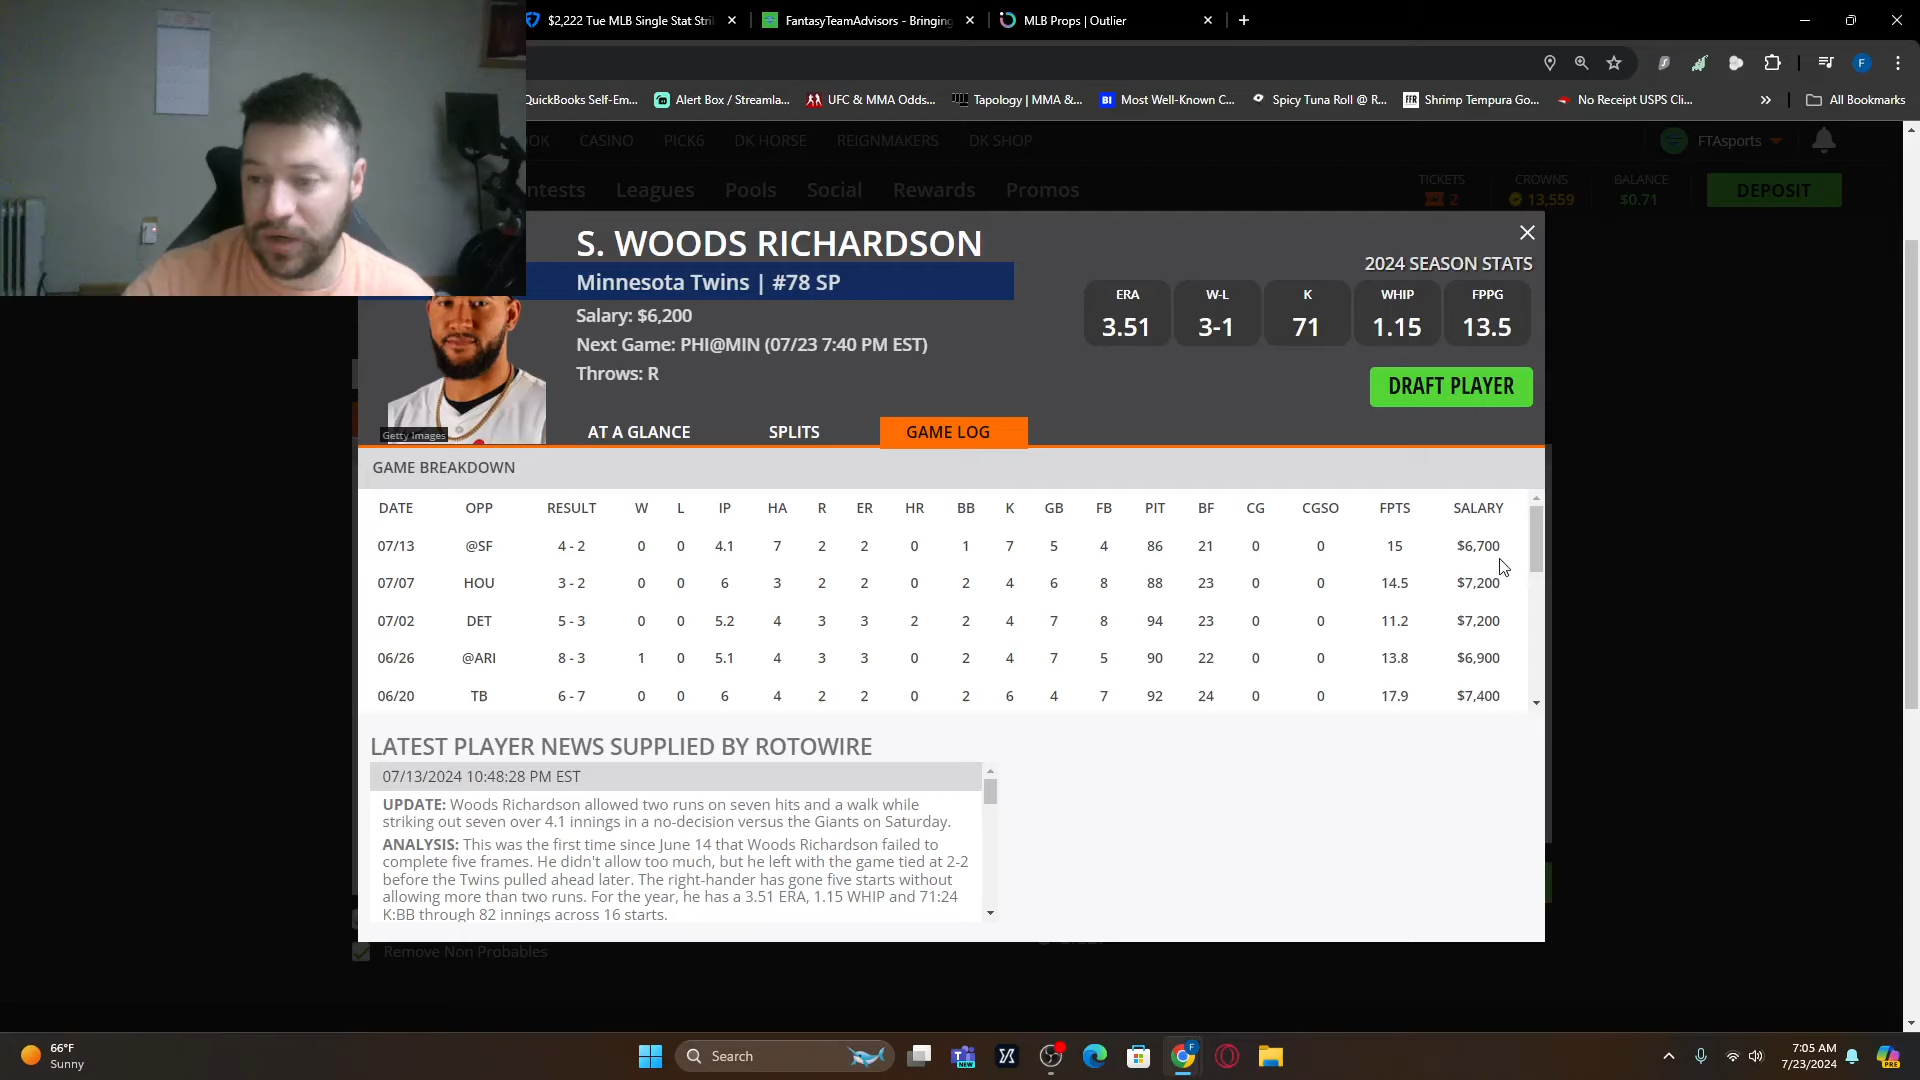 $2,222 Tue MLB Single Stat Stri
FantasyTeamAdvisors - Bringing
MLB Props | Outlier
QuickBooks Self-Em...
Alert Box / Streamla...
UFC & MMA Odds...
Tapology | MMA &...
BI Most Well-Known C...
Spicy Tuna Roll @ R...
FFR Shrimp Tempura Go...
No Receipt USPS Cli...
All Bookmarks
OK CASINO PICK6 DK HORSE REIGNMAKERS DK SHOP
FTAsports
ntests Leagues Pools Social Rewards Promos
TICKETS 2
CROWNS 13,559
BALANCE $0.71
DEPOSIT
S. WOODS RICHARDSON
Minnesota Twins | #78 SP
Salary: $6,200
Next Game: PHI@MIN (07/23 7:40 PM EST)
Throws: R
2024 SEASON STATS
ERA W-L K WHIP FPPG
3.51 3-1 71 1.15 13.5
DRAFT PLAYER
Getty Images
AT A GLANCE SPLITS GAME LOG
GAME BREAKDOWN
DATE OPP RESULT W L IP HA R ER HR BB K GB FB PIT BF CG CGSO FPTS SALARY
07/13 @SF 4 - 2 0 0 4.1 7 2 2 0 1 7 5 4 86 21 0 0 15 $6,700
07/07 HOU 3 - 2 0 0 6 3 2 2 0 2 4 6 8 88 23 0 0 14.5 $7,200
07/02 DET 5 - 3 0 0 5.2 4 3 3 2 2 4 7 8 94 23 0 0 11.2 $7,200
06/26 @ARI 8 - 3 1 0 5.1 4 3 3 0 2 4 7 5 90 22 0 0 13.8 $6,900
06/20 TB 6 - 7 0 0 6 4 2 2 0 2 6 4 7 92 24 0 0 17.9 $7,400
LATEST PLAYER NEWS SUPPLIED BY ROTOWIRE
07/13/2024 10:48:28 PM EST
UPDATE: Woods Richardson allowed two runs on seven hits and a walk while
striking out seven over 4.1 innings in a no-decision versus the Giants on Saturday.
ANALYSIS: This was the first time since June 14 that Woods Richardson failed to
complete five frames. He didn't allow too much, but he left with the game tied at 2-2
before the Twins pulled ahead later. The right-hander has gone five starts without
allowing more than two runs. For the year, he has a 3.51 ERA, 1.15 WHIP and 71:24
K:BB through 82 innings across 16 starts.
Remove Non Probables
66°F
Sunny
Search
7:05 AM
7/23/2024